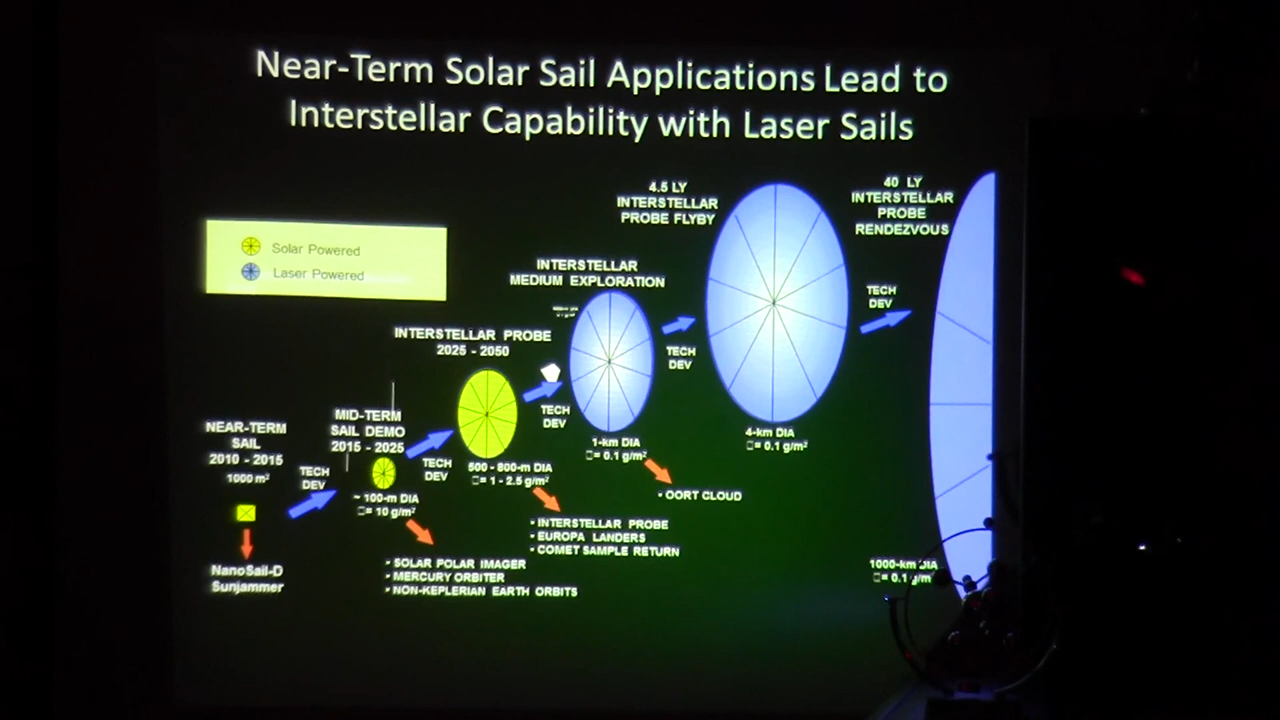 Near-Term Solar Sail Applications Lead to
Interstellar Capability with Laser Sails
Solar Powered
Laser Powered
NEAR-TERM
SAIL
2010 - 2015
1000 m²
TECH
DEV
NanoSail-D
Sunjammer
MID-TERM
SAIL DEMO
2015 - 2025
~ 100-m DIA
□= 10 g/m²
TECH
DEV
• SOLAR POLAR IMAGER
• MERCURY ORBITER
• NON-KEPLERIAN EARTH ORBITS
INTERSTELLAR PROBE
2025 - 2050
500 - 800-m DIA
□= 1 - 2.5 g/m²
TECH
DEV
• INTERSTELLAR PROBE
• EUROPA LANDERS
• COMET SAMPLE RETURN
INTERSTELLAR
MEDIUM EXPLORATION
1-km DIA
□= 0.1 g/m²
TECH
DEV
• OORT CLOUD
4.5 LY
INTERSTELLAR
PROBE FLYBY
4-km DIA
□= 0.1 g/m²
TECH
DEV
40 LY
INTERSTELLAR
PROBE
RENDEZVOUS
1000-km DIA
□= 0.1 g/m